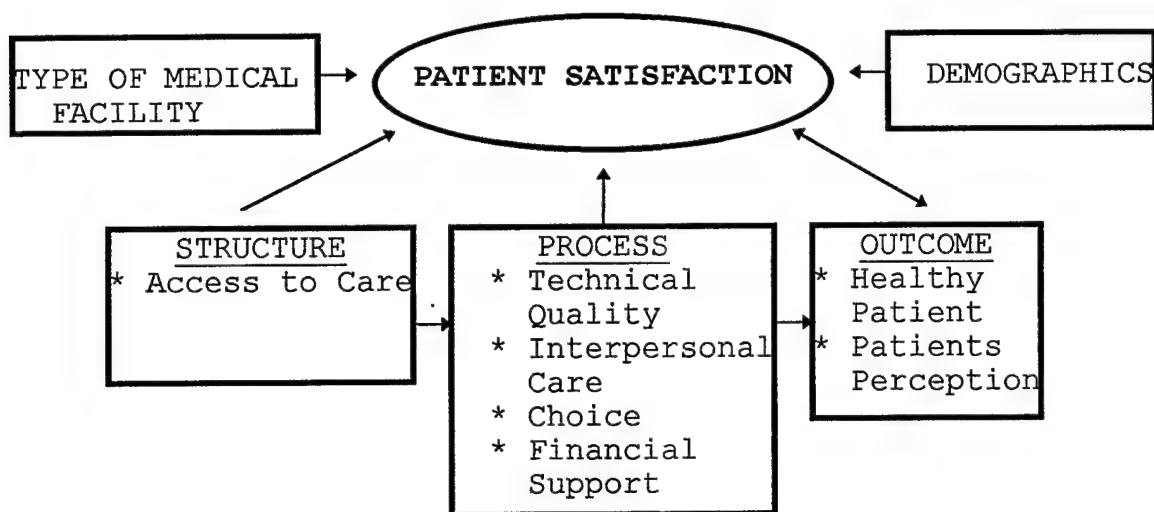 TYPE OF MEDICAL
FACILITY
PATIENT SATISFACTION
DEMOGRAPHICS
STRUCTURE
* Access to Care
PROCESS
* Technical
Quality
* Interpersonal
Care
* Choice
* Financial
Support
OUTCOME
* Healthy
Patient
* Patients
Perception